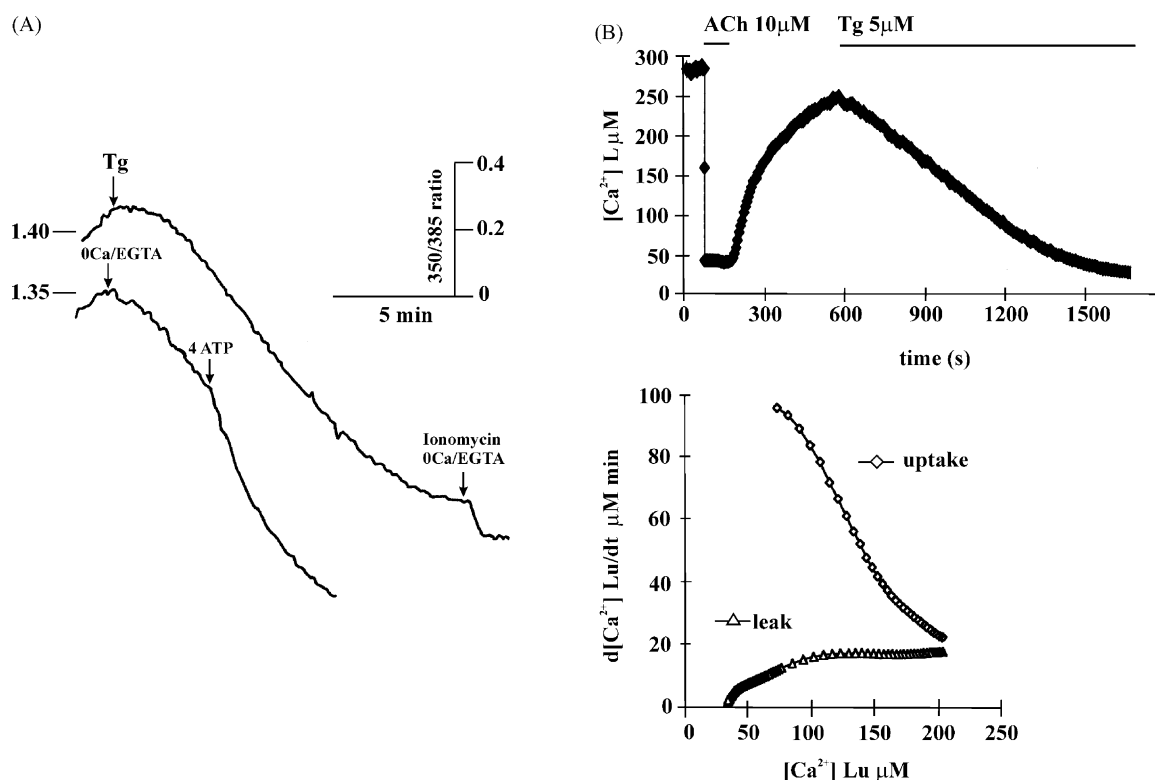 (A)
Tg
0.4
350/385 ratio
0.2
0
5 min
1.40
0Ca/EGTA
1.35
4 ATP
Ionomycin
0Ca/EGTA
(B)
ACh 10µM Tg 5µM
300
250
200
150
100
50
0
[Ca²⁺] L µM
0 300 600 900 1200 1500
time (s)
100
80
60
40
20
0
d[Ca²⁺] Lu/dt µM min
uptake
leak
0 50 100 150 200 250
[Ca²⁺] Lu µM